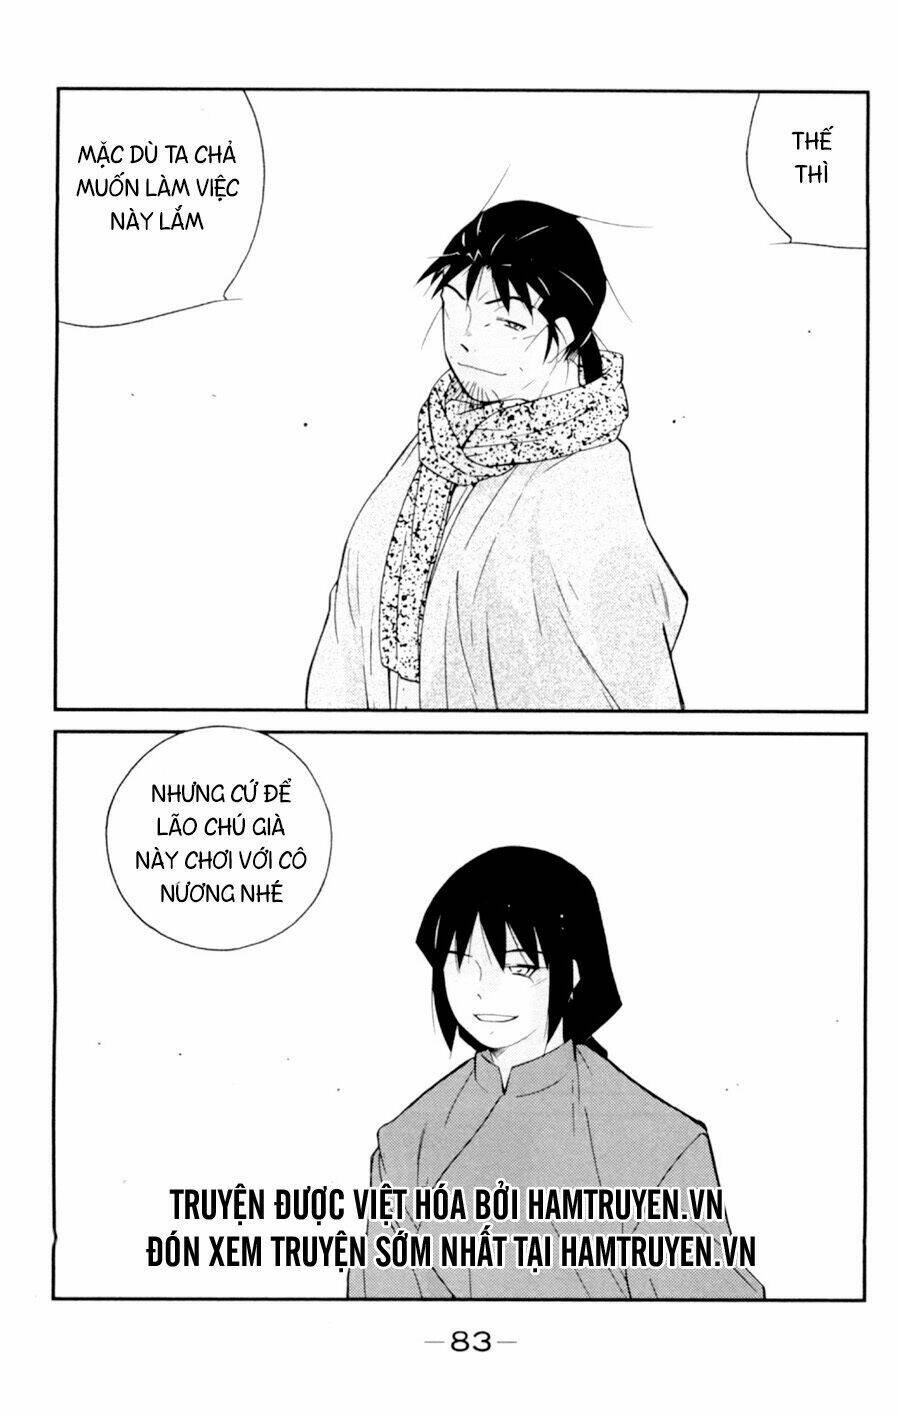 THẾ
THÌ
MẶC DÙ TA CHẢ
MUỐN LÀM VIỆC
NÀY LẮM
NHƯNG CỨ ĐỂ
LÃO CHÚ GIÀ
NÀY CHƠI VỚI CÔ
NƯƠNG NHÉ
TRUYỆN ĐƯỢC VIỆT HÓA BỞI HAMTRUYEN.VN
ĐÓN XEM TRUYỆN SỚM NHẤT TẠI HAMTRUYEN.VN
— 83 —